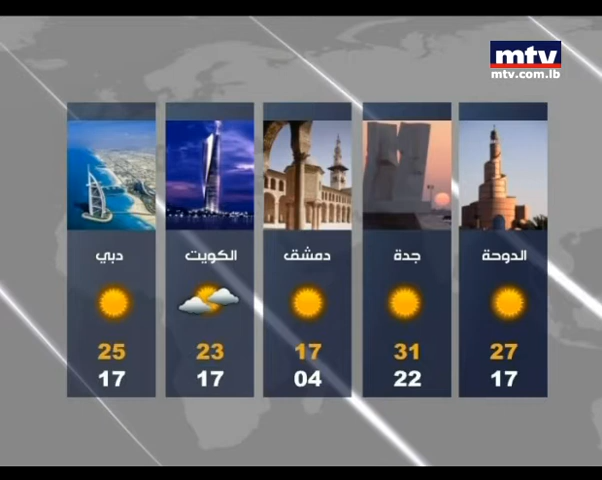 mtv
mtv.com.lb
الدوحة
جدة
دمشق
الكويت
دبي
27
31
17
23
25
17
22
04
17
17